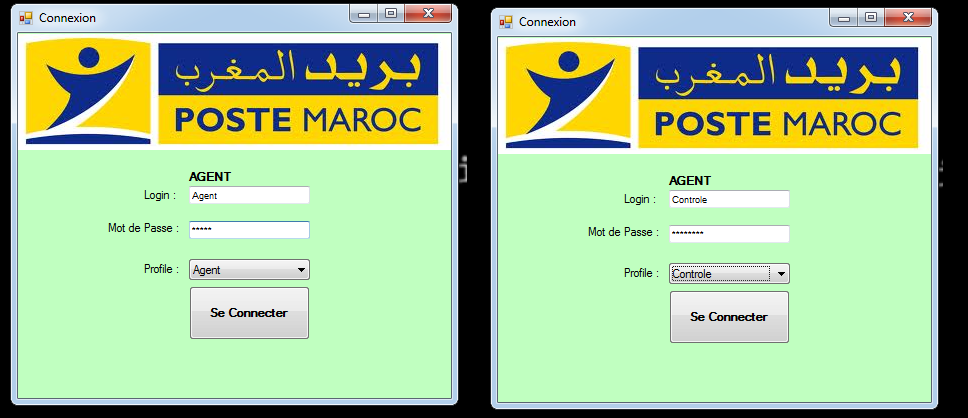 Connexion
بريد المغرب
POSTE MAROC
AGENT
Login : Agent
Mot de Passe : *****
Profile : Agent
Se Connecter
Connexion
بريد المغرب
POSTE MAROC
AGENT
Login : Controle
Mot de Passe : ********
Profile : Controle
Se Connecter